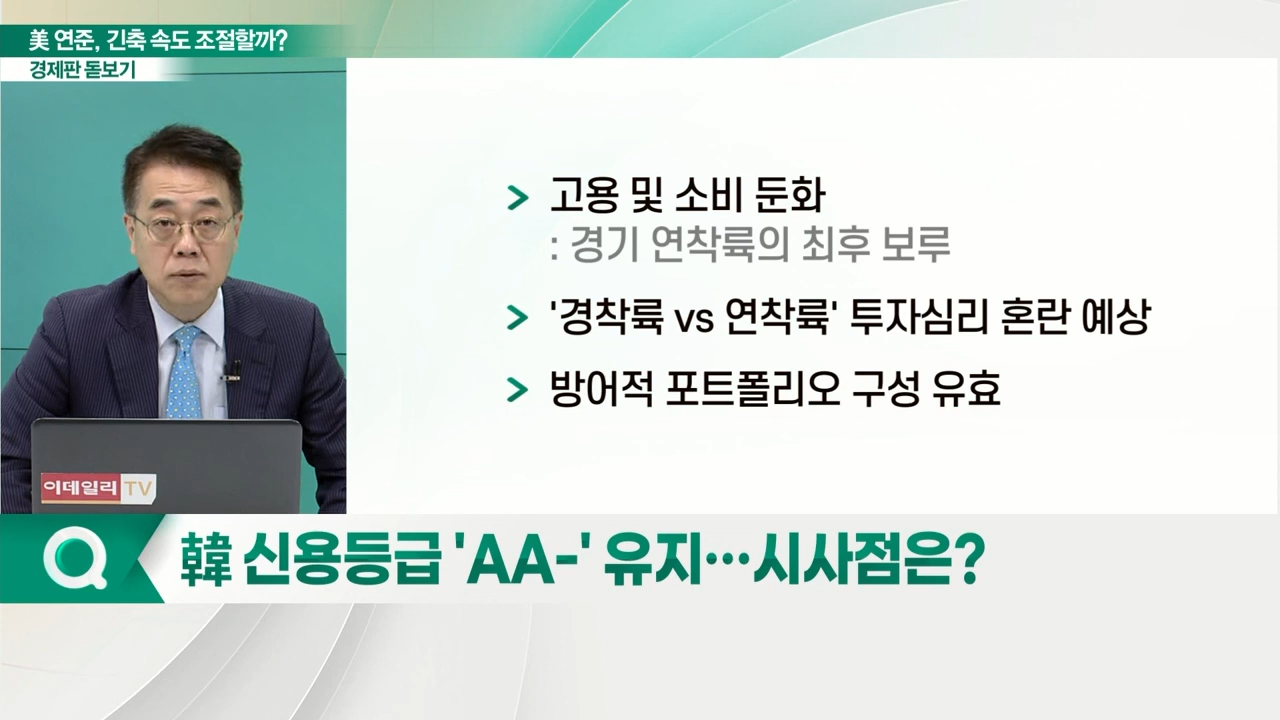 美 연준, 긴축 속도 조절할까?
경제판 돋보기
> 고용 및 소비 둔화
: 경기 연착륙의 최후 보루
> '경착륙 vs 연착륙' 투자심리 혼란 예상
> 방어적 포트폴리오 구성 유효
이데일리 TV
韓 신용등급 'AA-' 유지…시사점은?